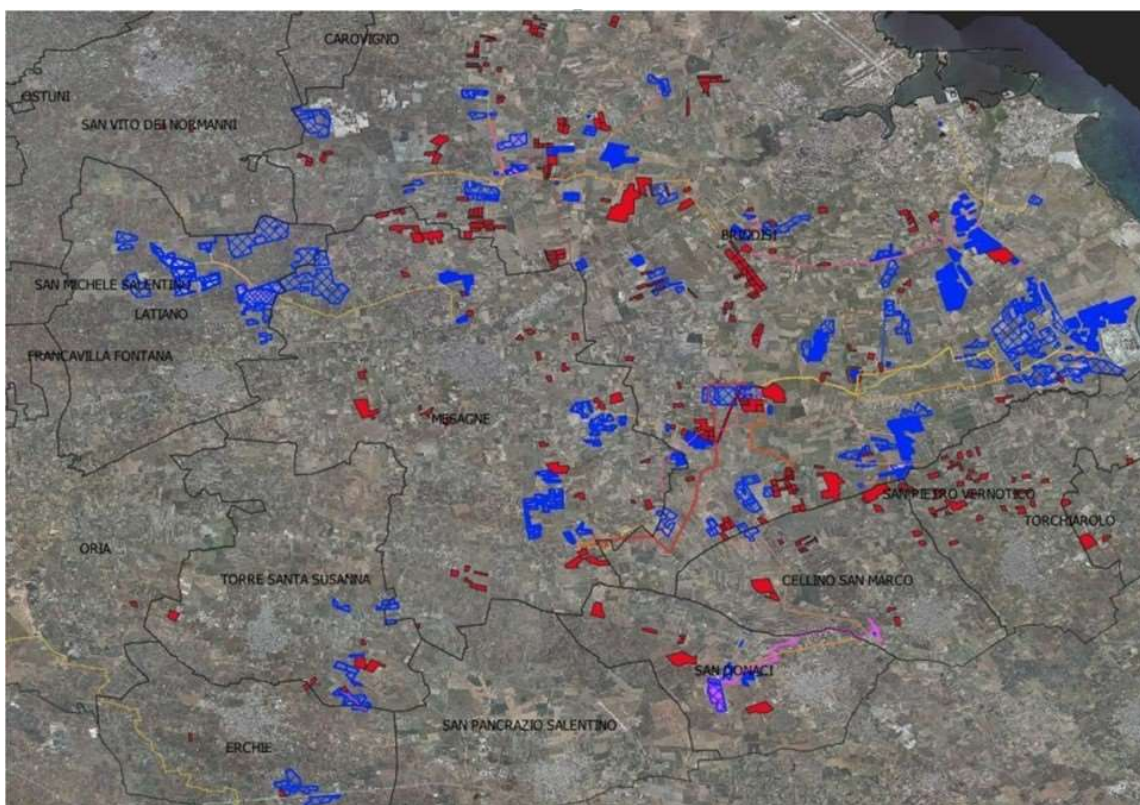 CAROVIGNO
OSTUNI
SAN VITO DEI NORMANNI
BRINDISI
SAN MICHELE SALENTINO
LATIANO
FRANCAVILLA FONTANA
MESAGNE
SAN PIETRO VERNOTICO
TORCHIAROLO
ORIA
TORRE SANTA SUSANNA
CELLINO SAN MARCO
SAN DONACI
SAN PANCRAZIO SALENTINO
ERCHIE